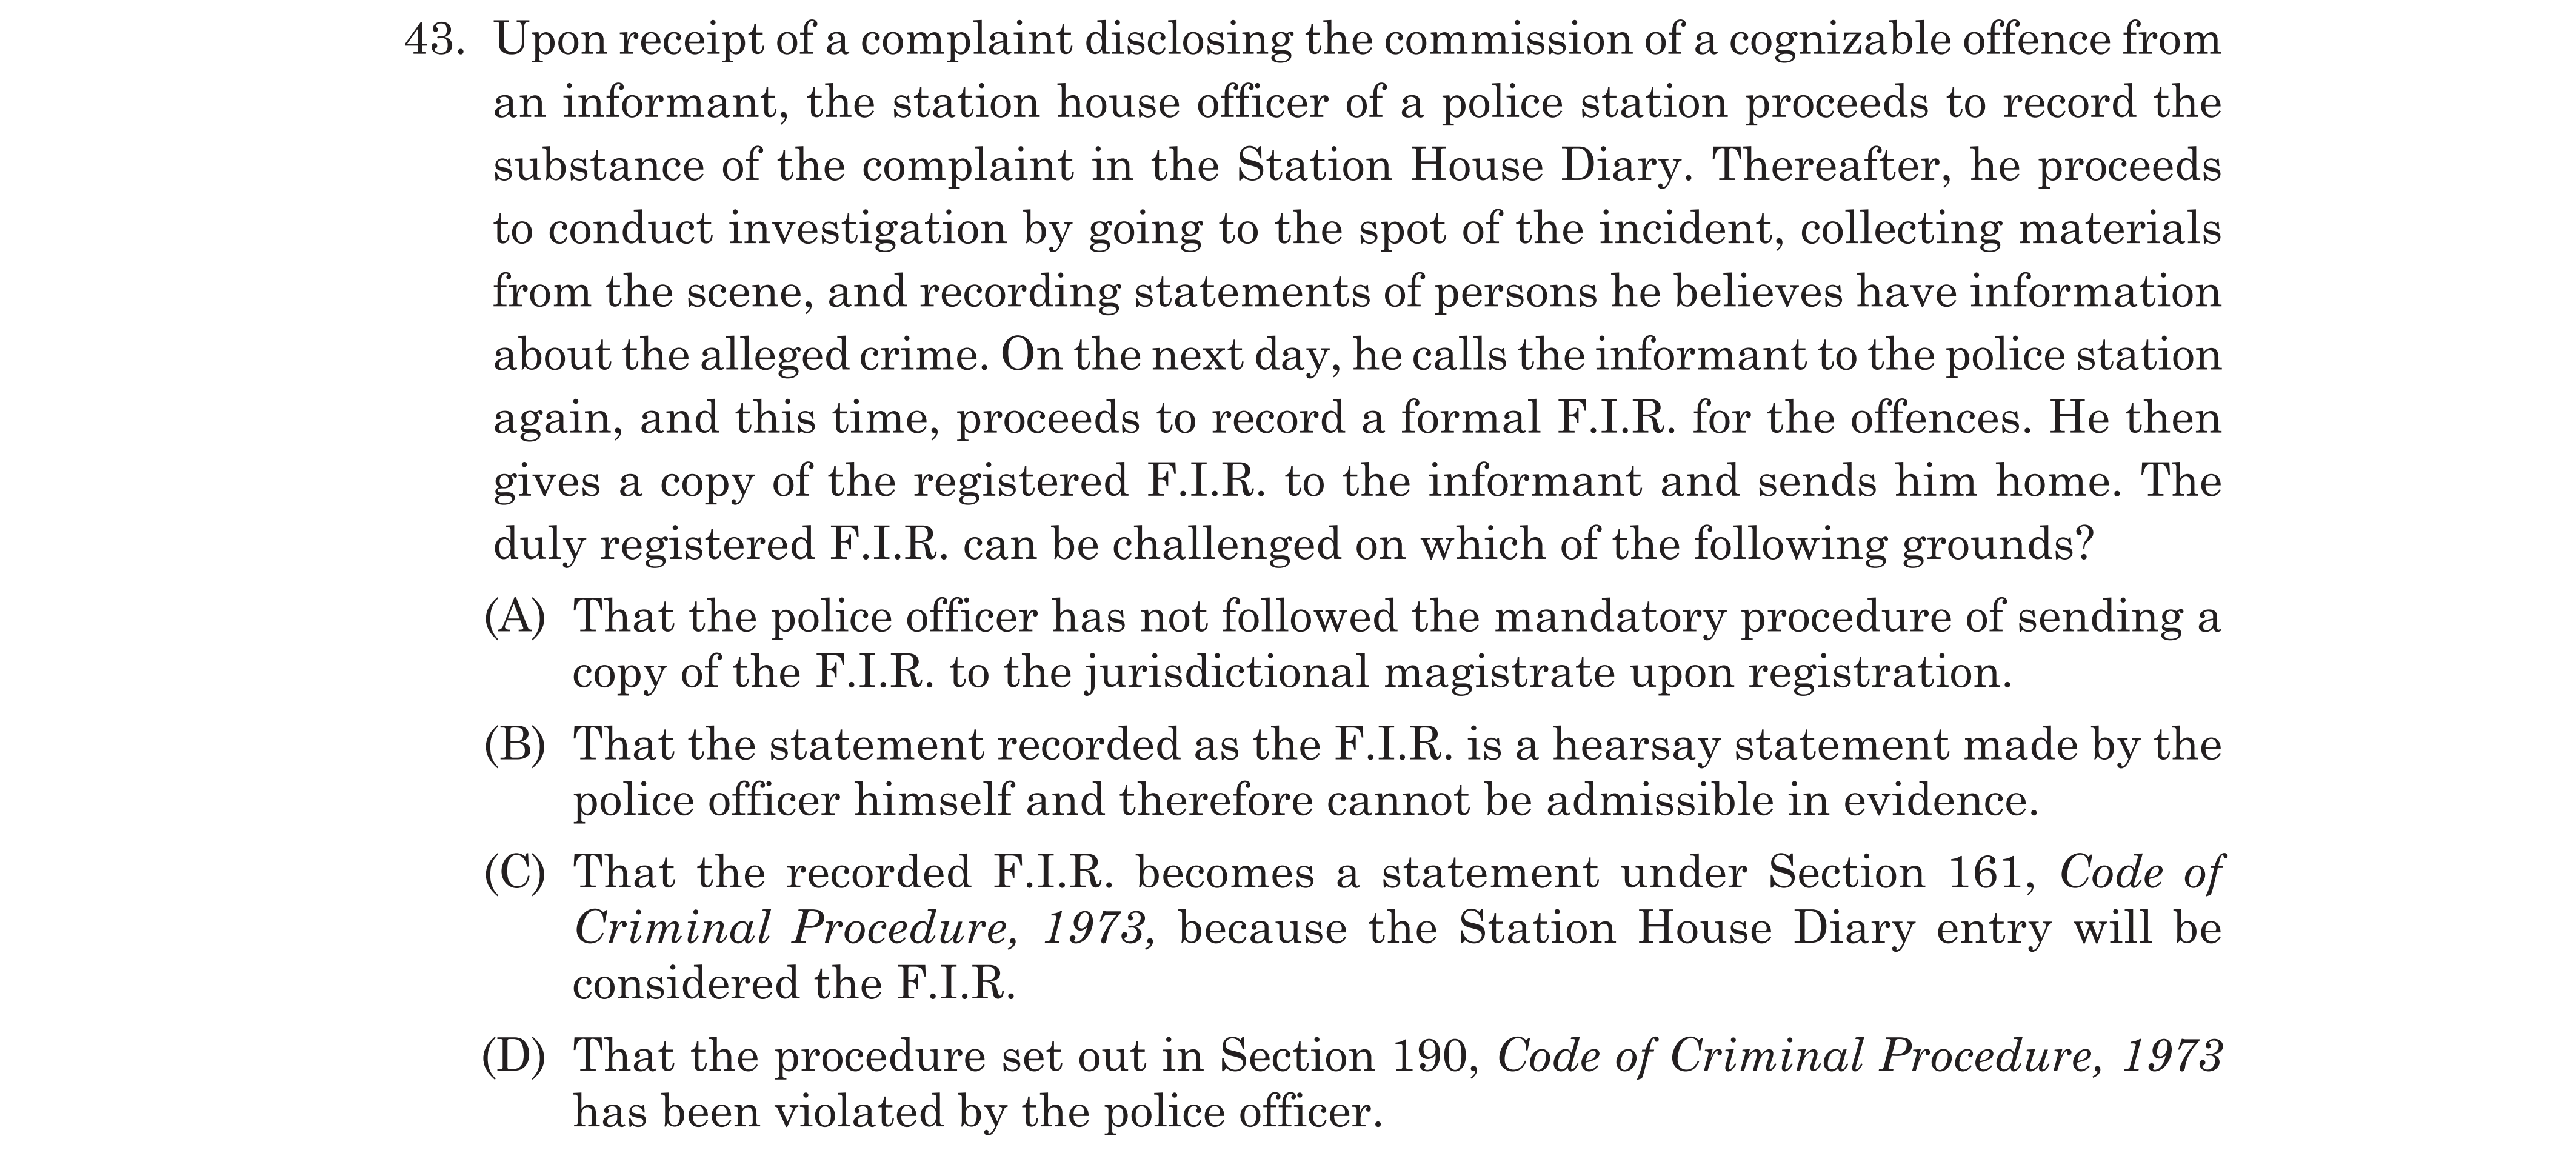 43. Upon receipt of a complaint disclosing the commission of a cognizable offence from
an informant, the station house officer of a police station proceeds to record the
substance of the complaint in the Station House Diary. Thereafter, he proceeds
to conduct investigation by going to the spot of the incident, collecting materials
from the scene, and recording statements of persons he believes have information
about the alleged crime. On the next day, he calls the informant to the police station
again, and this time, proceeds to record a formal F.I.R. for the offences. He then
gives a copy of the registered F.I.R. to the informant and sends him home. The
duly registered F.I.R. can be challenged on which of the following grounds?
(A) That the police officer has not followed the mandatory procedure of sending a
copy of the F.I.R. to the jurisdictional magistrate upon registration.
(B) That the statement recorded as the F.I.R. is a hearsay statement made by the
police officer himself and therefore cannot be admissible in evidence.
(C) That the recorded F.I.R. becomes a statement under Section 161, Code of
Criminal Procedure, 1973, because the Station House Diary entry will be
considered the F.I.R.
(D) That the procedure set out in Section 190, Code of Criminal Procedure, 1973
has been violated by the police officer.